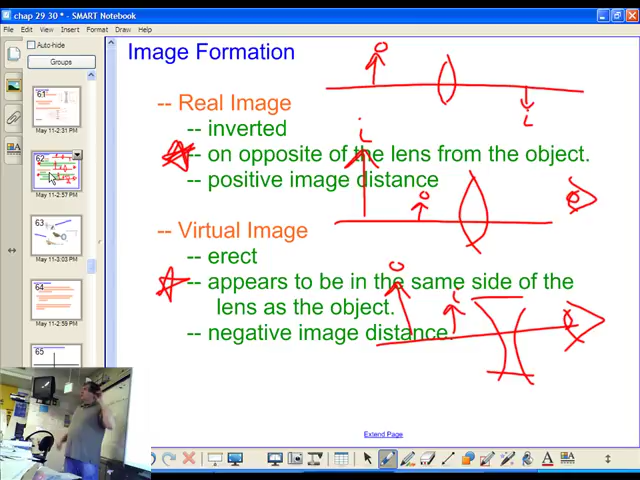 chap 29 30 * - SMART Notebook
File Edit View Insert Format Draw Help
Auto-hide
Groups
61
May 11-2:31 PM
62
May 11-2:57 PM
63
May 11-3:03 PM
64
May 11-2:59 PM
65
Image Formation
-- Real Image
-- inverted
-- on opposite of the lens from the object.
-- positive image distance
-- Virtual Image
-- erect
-- appears to be in the same side of the
lens as the object.
-- negative image distance.
o
i
i
o
o
i
Extend Page